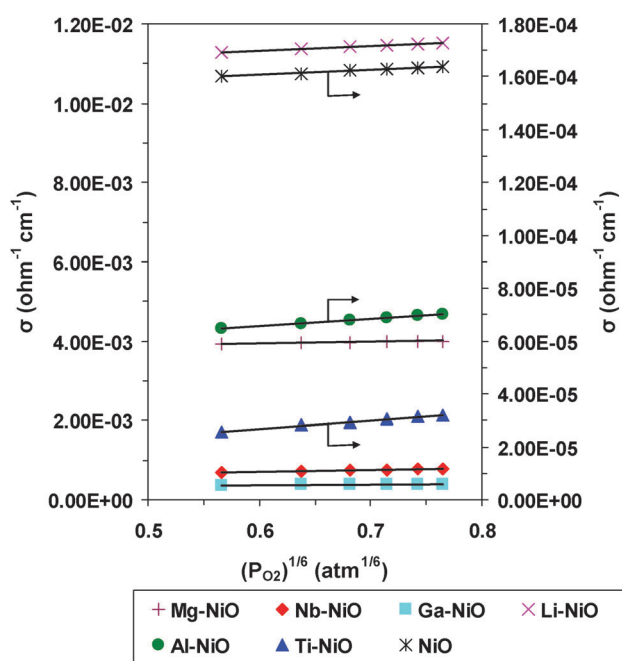 1.20E-02
1.00E-02
8.00E-03
6.00E-03
4.00E-03
2.00E-03
0.00E+00
σ (ohm⁻¹ cm⁻¹)
1.80E-04
1.60E-04
1.40E-04
1.20E-04
1.00E-04
8.00E-05
6.00E-05
4.00E-05
2.00E-05
0.00E+00
σ (ohm⁻¹ cm⁻¹)
0.5 0.6 0.7 0.8
(P_O2)^1/6 (atm^1/6)
Mg-NiO Nb-NiO Ga-NiO Li-NiO
Al-NiO Ti-NiO NiO